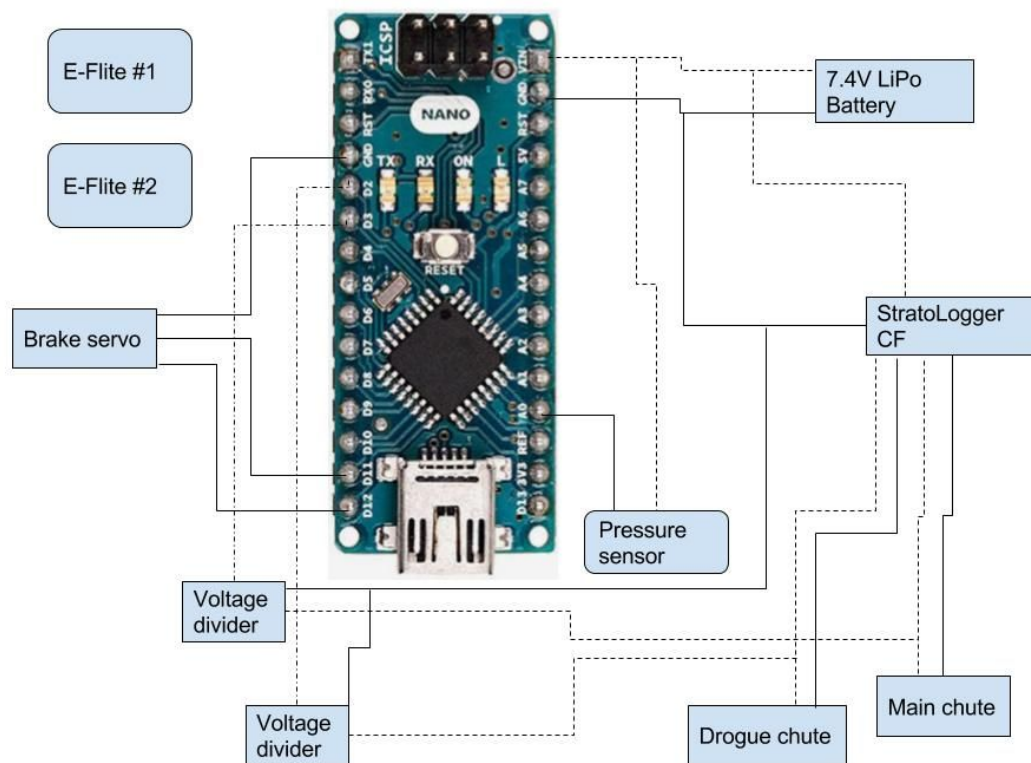 E-Flite #1
E-Flite #2
Brake servo
ICSP
NANO
TX RX ON L
RESET
TX1
RX0
RST
GND
D2
D3
D4
D5
D6
D7
D8
D9
D10
D11
D12
VIN
GND
RST
5V
A7
A6
A5
A4
A3
A2
A1
A0
REF
3V3
D13
7.4V LiPo
Battery
StratoLogger
CF
Pressure
sensor
Voltage
divider
Voltage
divider
Drogue chute
Main chute